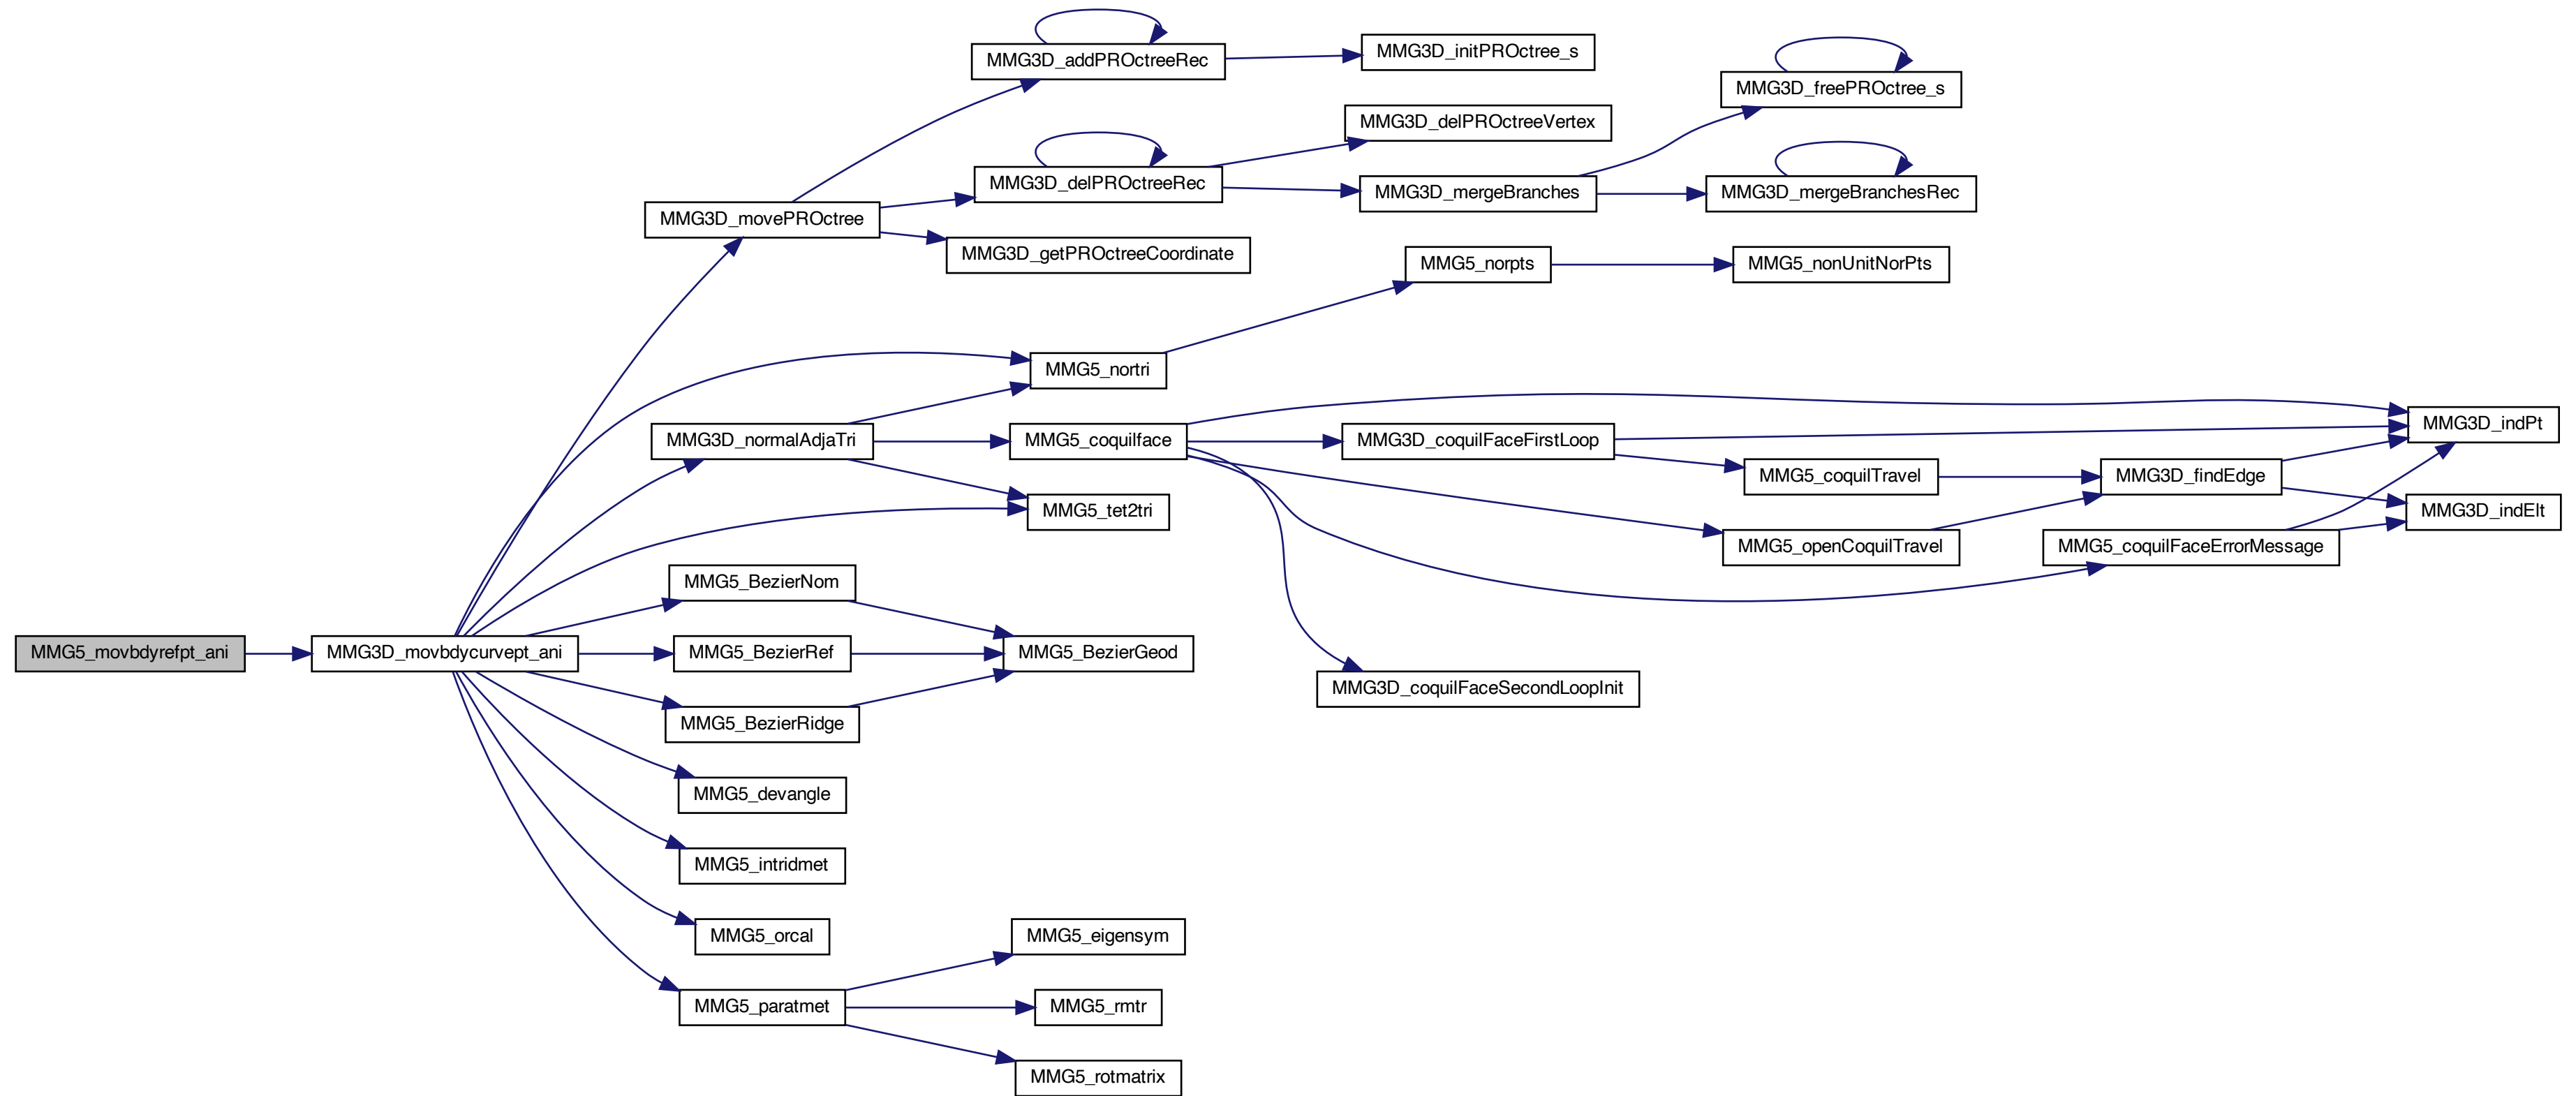 MMG3D_addPROctreeRec
MMG3D_initPROctree_s
MMG3D_freePROctree_s
MMG3D_delPROctreeVertex
MMG3D_delPROctreeRec
MMG3D_mergeBranches
MMG3D_mergeBranchesRec
MMG3D_movePROctree
MMG3D_getPROctreeCoordinate
MMG5_norpts
MMG5_nonUnitNorPts
MMG5_nortri
MMG3D_normalAdjaTri
MMG5_coquilface
MMG3D_coquilFaceFirstLoop
MMG3D_indPt
MMG5_coquilTravel
MMG3D_findEdge
MMG5_tet2tri
MMG3D_indElt
MMG5_openCoquilTravel
MMG5_coquilFaceErrorMessage
MMG5_BezierNom
MMG5_movbdyrefpt_ani
MMG3D_movbdycurvept_ani
MMG5_BezierRef
MMG5_BezierGeod
MMG3D_coquilFaceSecondLoopInit
MMG5_BezierRidge
MMG5_devangle
MMG5_intridmet
MMG5_orcal
MMG5_eigensym
MMG5_paratmet
MMG5_rmtr
MMG5_rotmatrix